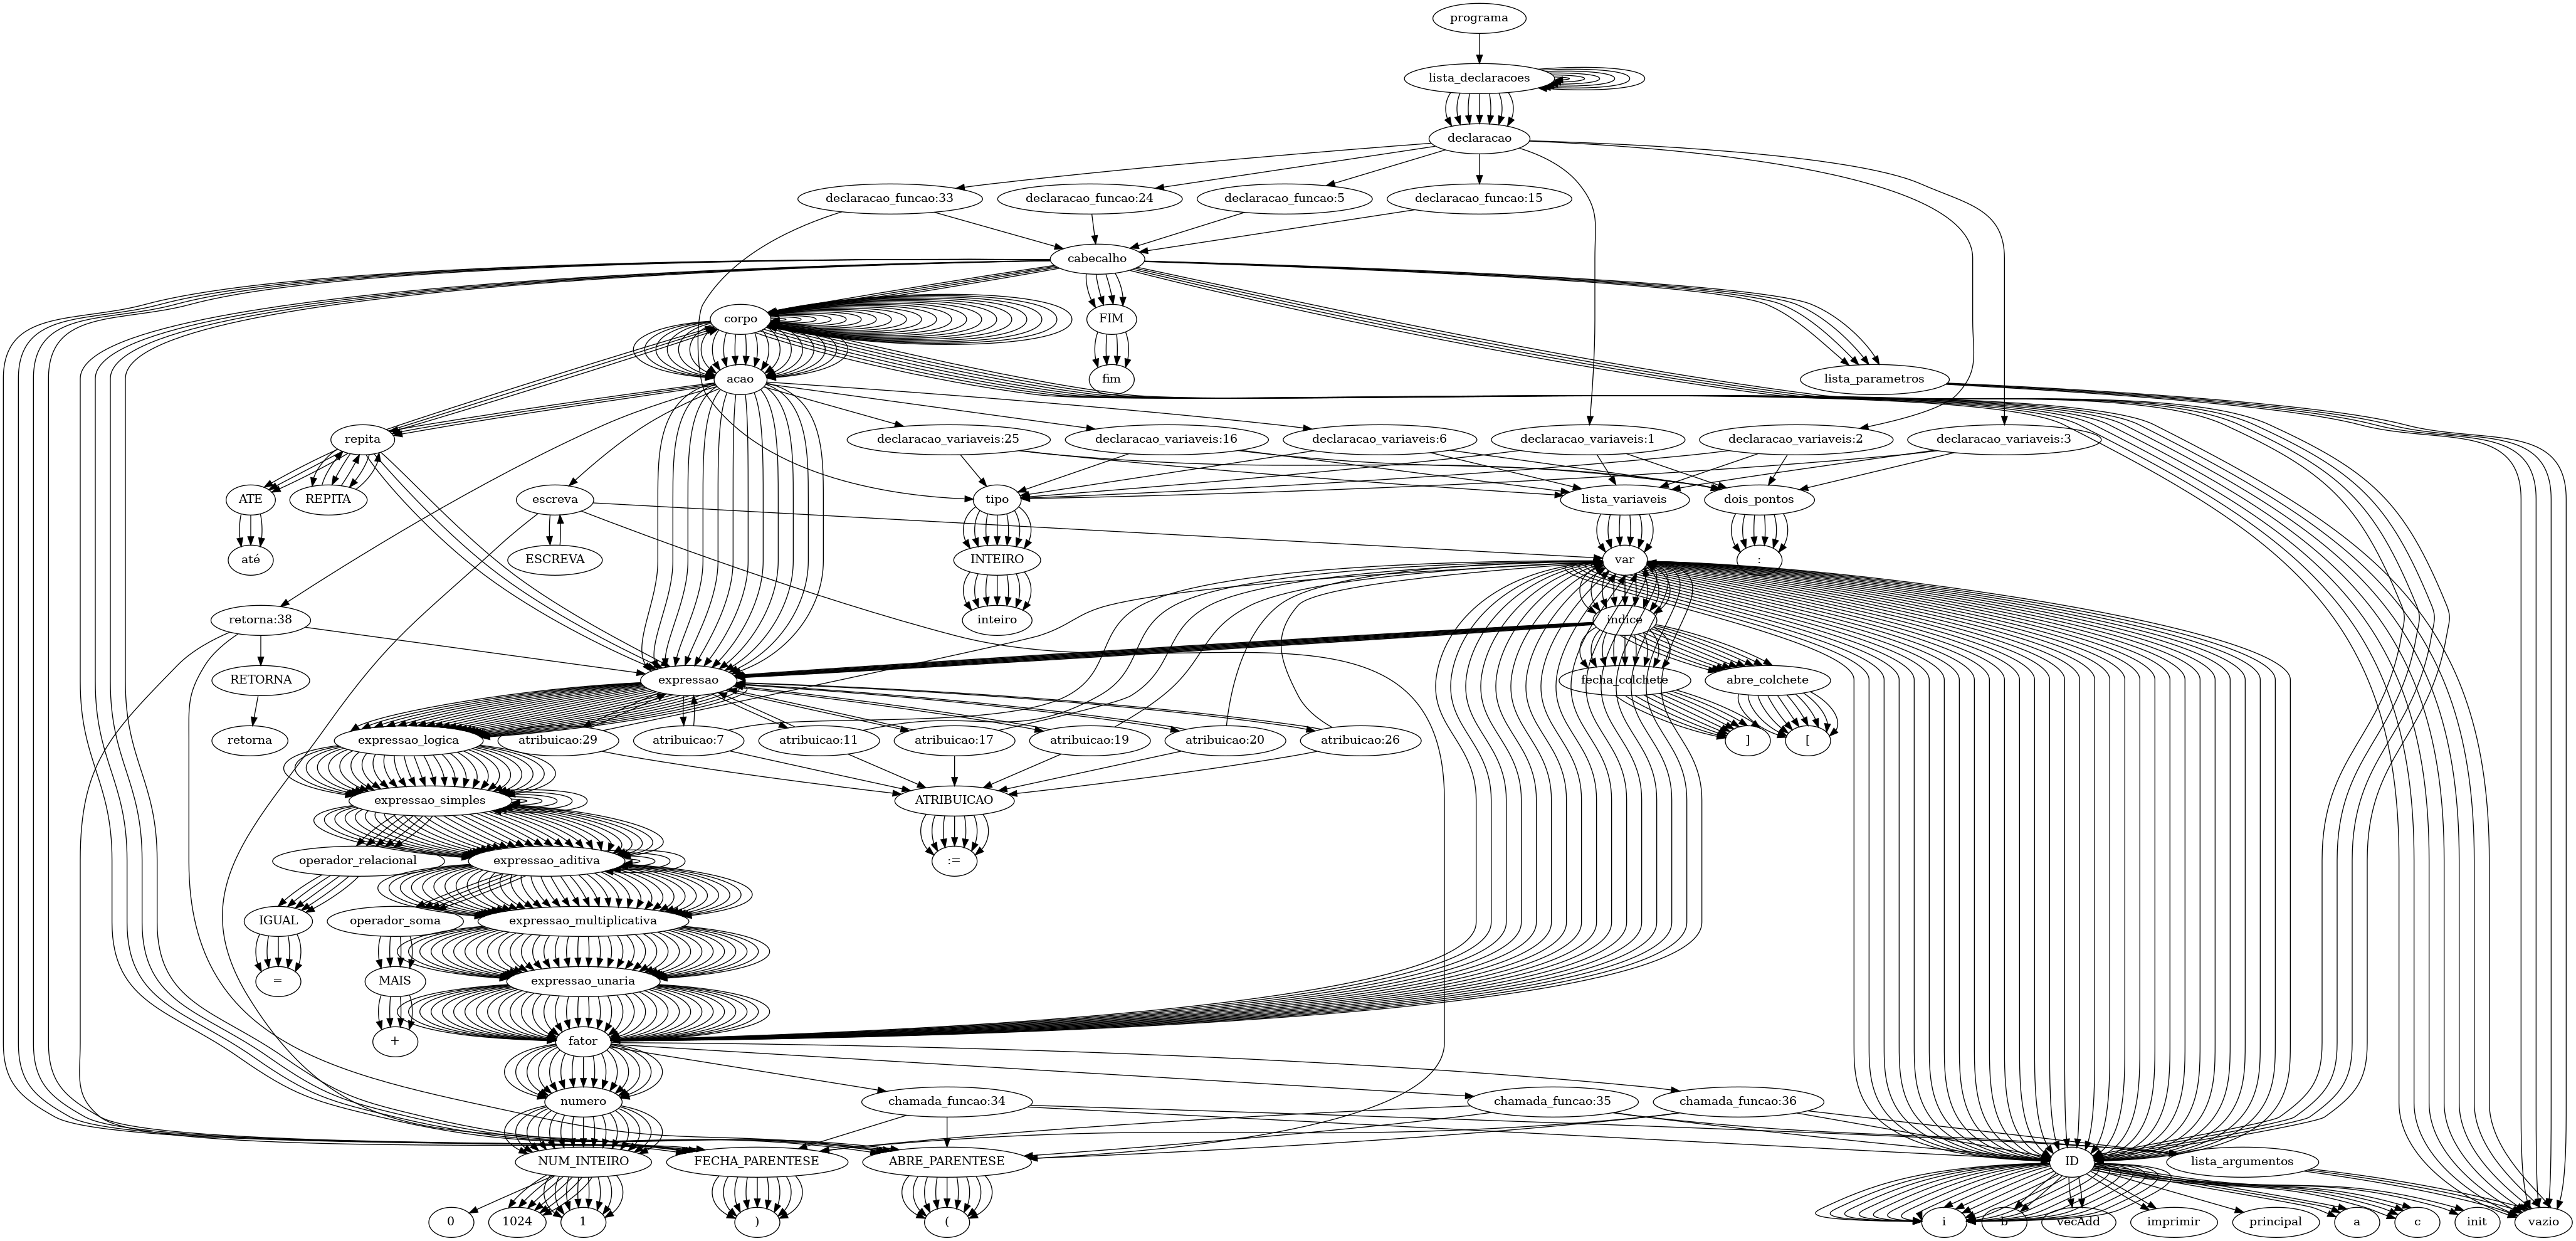 programa
lista_declaracoes
declaracao
declaracao_funcao:33
declaracao_funcao:24
declaracao_funcao:5
declaracao_funcao:15
cabecalho
corpo
FIM
acao
fim
lista_parametros
repita
declaracao_variaveis:25
declaracao_variaveis:16
declaracao_variaveis:6
declaracao_variaveis:1
declaracao_variaveis:2
declaracao_variaveis:3
ATE
REPITA
escreva
tipo
lista_variaveis
dois_pontos
até
ESCREVA
INTEIRO
var
:
retorna:38
inteiro
indice
RETORNA
expressao
fecha_colchete
abre_colchete
retorna
expressao_logica
atribuicao:29
atribuicao:7
atribuicao:11
atribuicao:17
atribuicao:19
atribuicao:20
atribuicao:26
]
[
expressao_simples
ATRIBUICAO
operador_relacional
expressao_aditiva
:=
IGUAL
operador_soma
expressao_multiplicativa
=
MAIS
expressao_unaria
+
fator
numero
chamada_funcao:34
chamada_funcao:35
chamada_funcao:36
NUM_INTEIRO
FECHA_PARENTESE
ABRE_PARENTESE
ID
lista_argumentos
0
1024
1
)
(
i
b
vecAdd
imprimir
principal
a
c
init
vazio